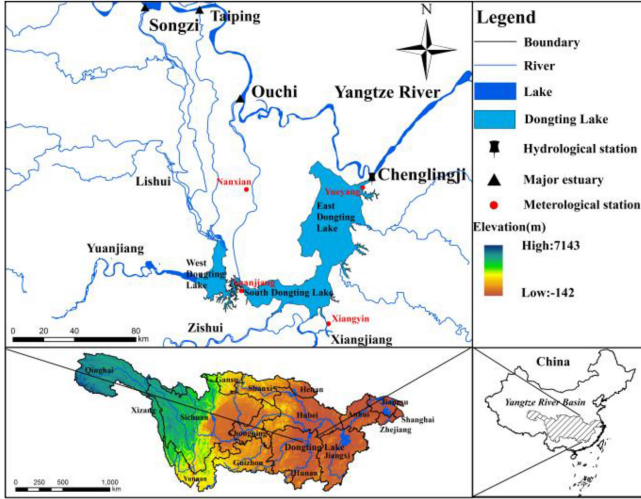 Songzi
Taiping
Ouchi
Yangtze River
N
Chenglingji
Lishui
Nanxian
Yueyang
East
Dongting
Lake
Yuanjiang
West
Dongting
Lake
South Dongting Lake
Zishui
Xiangyin
Xiangjiang
0 20 40 80
km
Legend
Boundary
River
Lake
Dongting Lake
Hydrological station
Major estuary
Meterological station
Elevation(m)
High:7143
Low:-142
Qinghai
Xizang
Gansu
Shanxi
Henan
Sichuan
Hubei
Anhui
Jiangsu
Shanghai
Zhejiang
Chongqing
Dongting Lake
Jiangxi
Guizhou
Hunan
Yunnan
0 250 500 1,000
km
China
Yangtze River Basin